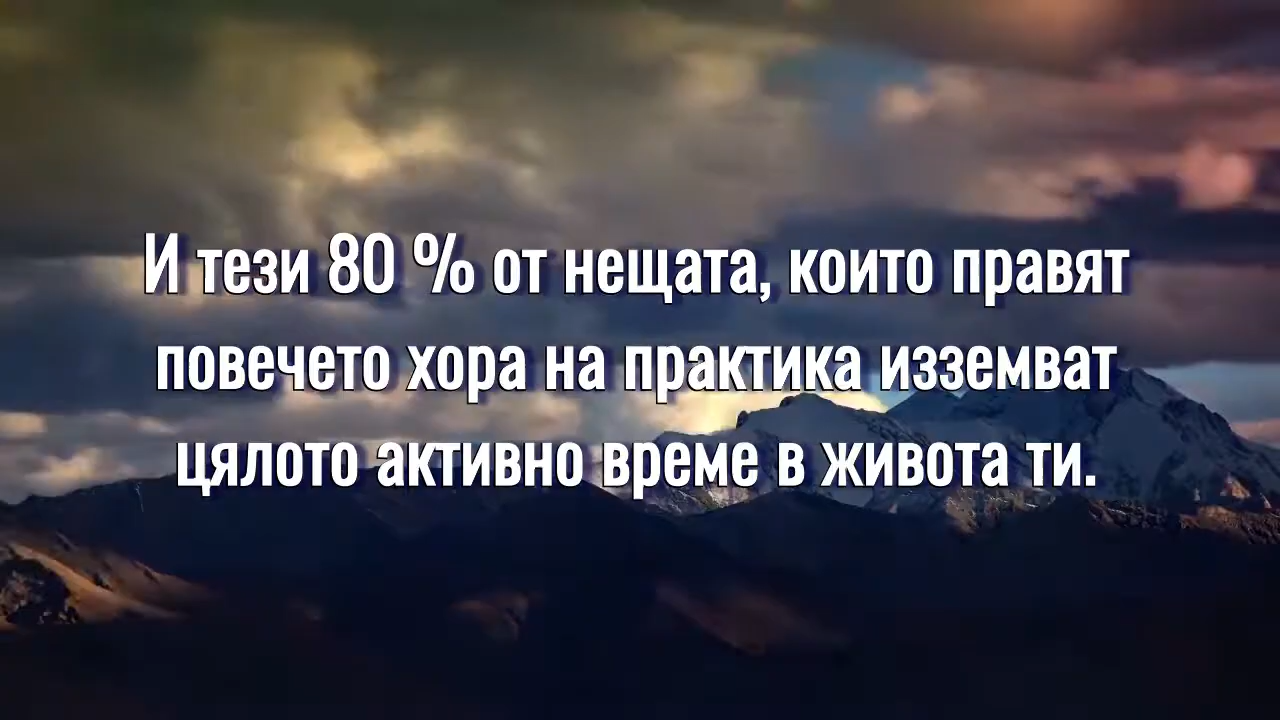 И тези 80 % от нещата, които правят
повечето хора на практика изземват
цялото активно време в живота ти.